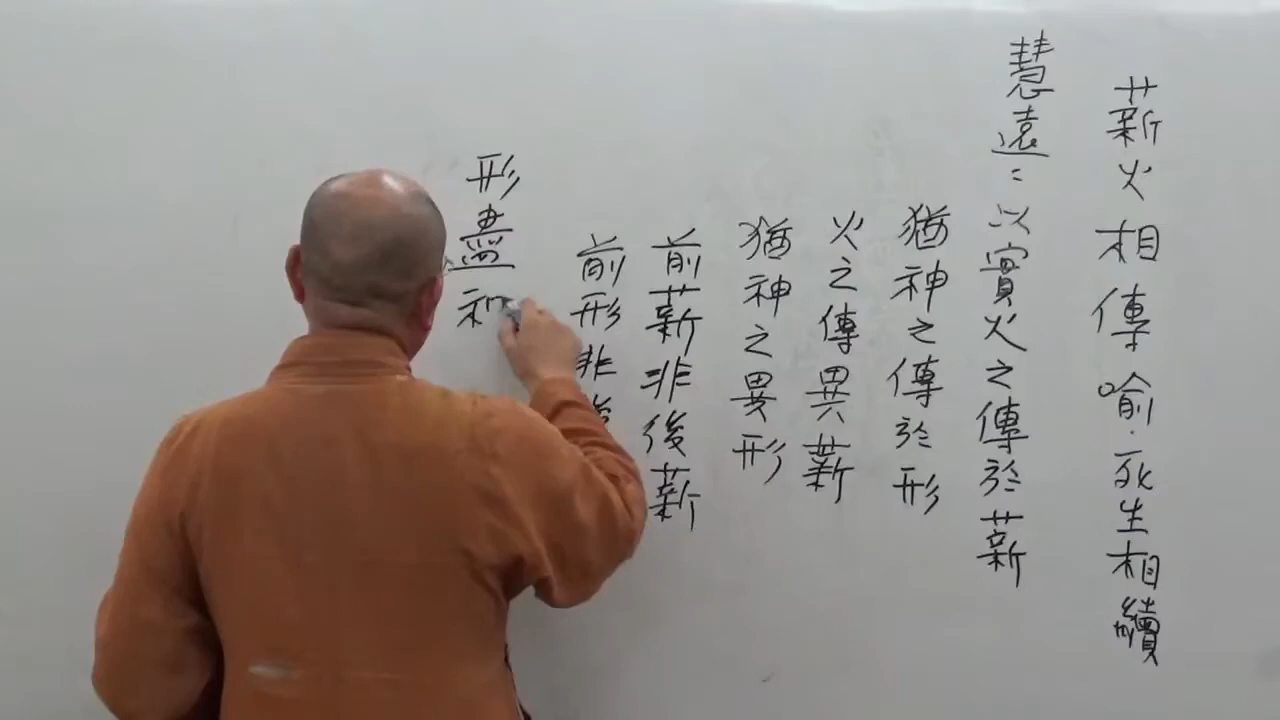 薪火相傳喻.死生相續
慧遠：以實火之傳於薪
猶神之傳於形
火之傳異薪
猶神之異形
前薪非後薪
前形非後
形盡